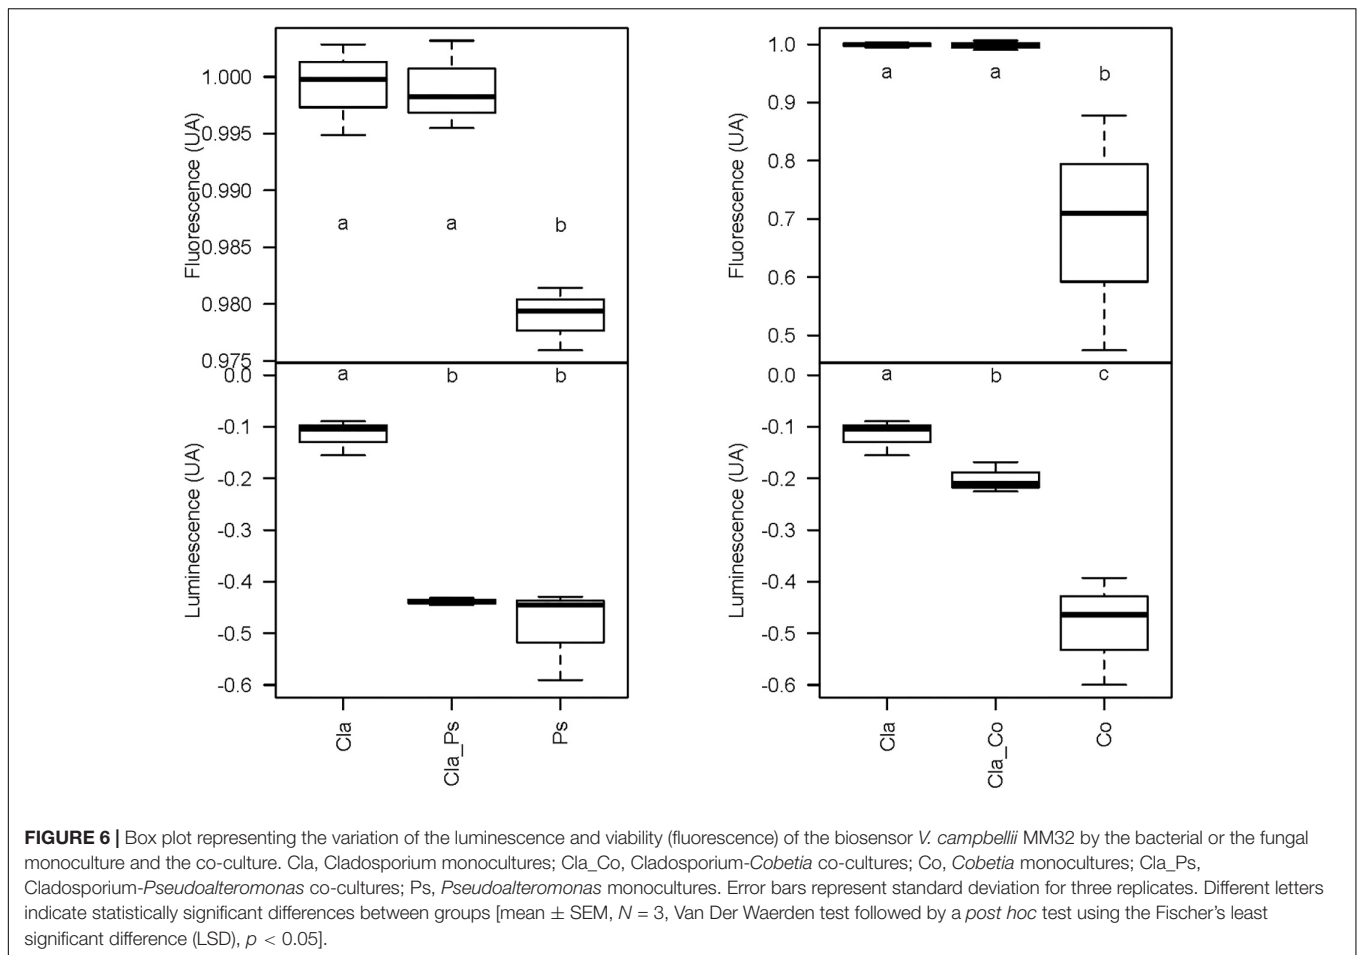 Fluorescence (UA)
1.000
0.995
0.990
0.985
0.980
0.975
a
a
b
Fluorescence (UA)
1.0
0.9
0.8
0.7
0.6
0.5
a
a
b
Luminescence (UA)
0.0
-0.1
-0.2
-0.3
-0.4
-0.5
-0.6
a
b
b
Cla
Cla_Ps
Ps
Luminescence (UA)
0.0
-0.1
-0.2
-0.3
-0.4
-0.5
-0.6
a
b
c
Cla
Cla_Co
Co
FIGURE 6 | Box plot representing the variation of the luminescence and viability (fluorescence) of the biosensor V. campbellii MM32 by the bacterial or the fungal
monoculture and the co-culture. Cla, Cladosporium monocultures; Cla_Co, Cladosporium-Cobetia co-cultures; Co, Cobetia monocultures; Cla_Ps,
Cladosporium-Pseudoalteromonas co-cultures; Ps, Pseudoalteromonas monocultures. Error bars represent standard deviation for three replicates. Different letters
indicate statistically significant differences between groups [mean ± SEM, N = 3, Van Der Waerden test followed by a post hoc test using the Fischer's least
significant difference (LSD), p < 0.05].